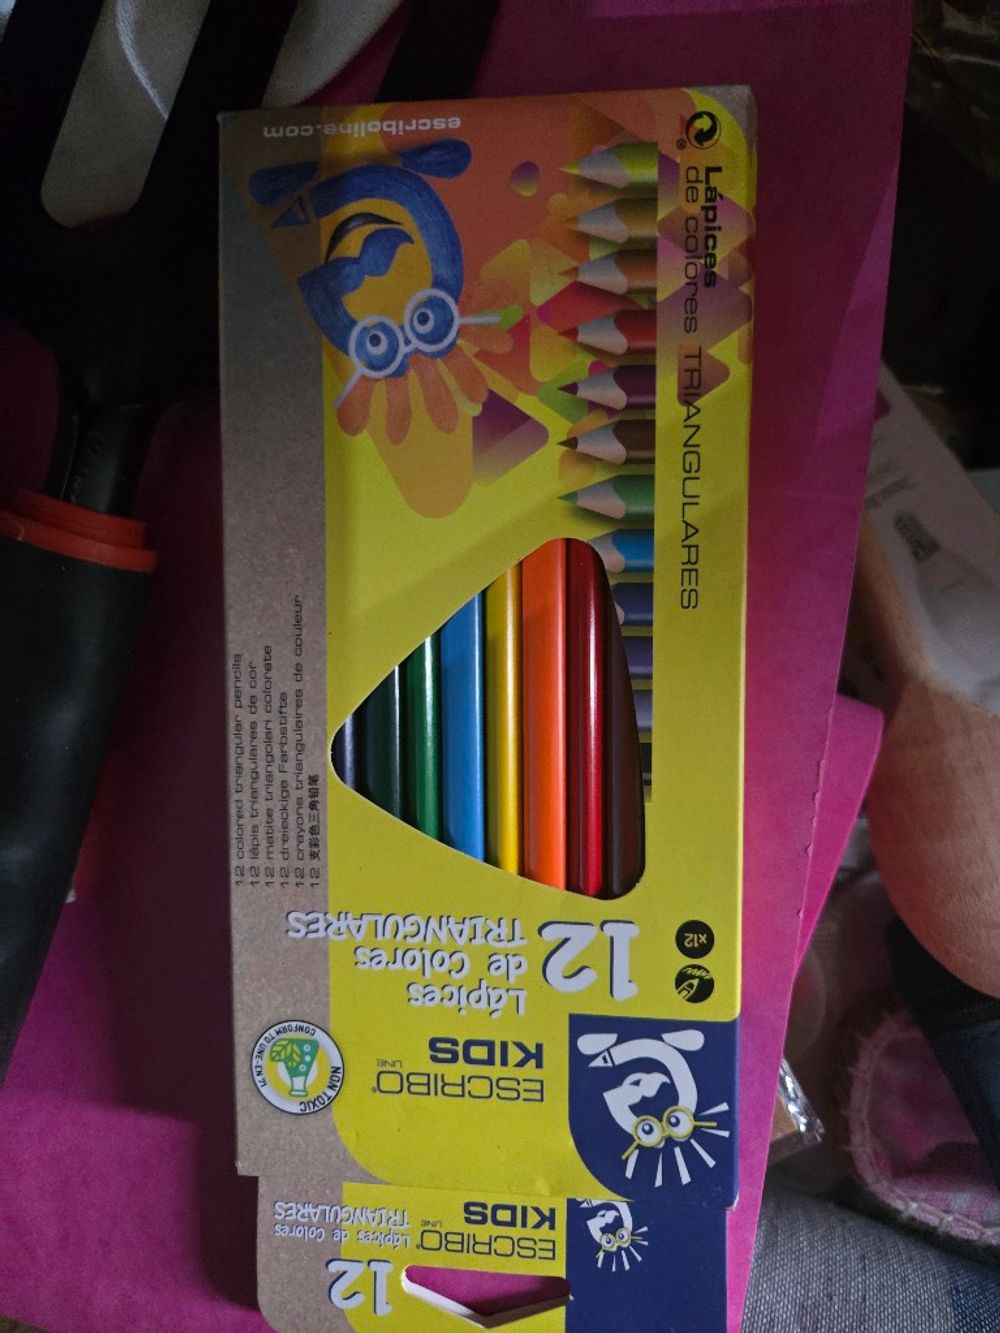 ESCRIBO®
LINE
KIDS
12
ESCRIBO®
LINE
KIDS
Lápices de Colores
TRIANGULARES
ESCRIBO®
LINE
KIDS
Lápices
de Colores
TRIANGULARES
12
x12
NON TOXIC
CONFORM TO UNE-EN 71
12 colored triangular pencils
12 lápis triangulares de cor
12 matite triangolari colorate
12 dreieckige Farbstifte
12 crayons triangulaires de couleur
12 支彩色三角铅笔
Lápices
de colores TRIANGULARES
escriboline.com